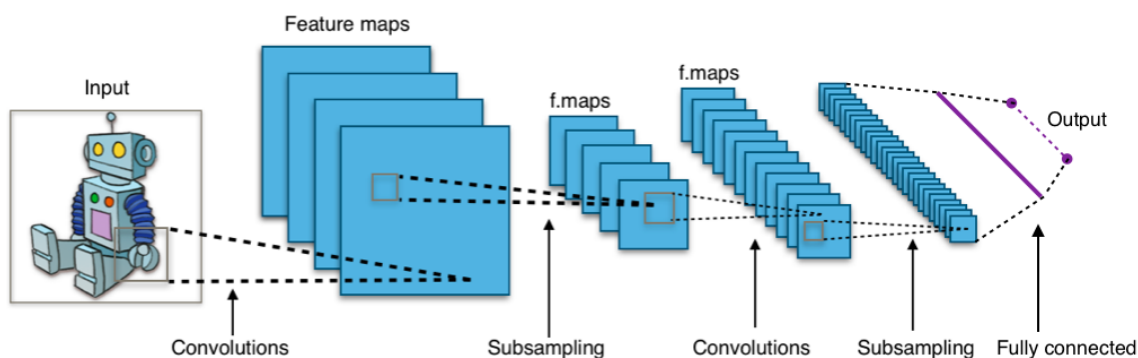 Feature maps
Input
f.maps
f.maps
Output
Convolutions
Subsampling
Convolutions
Subsampling
Fully connected